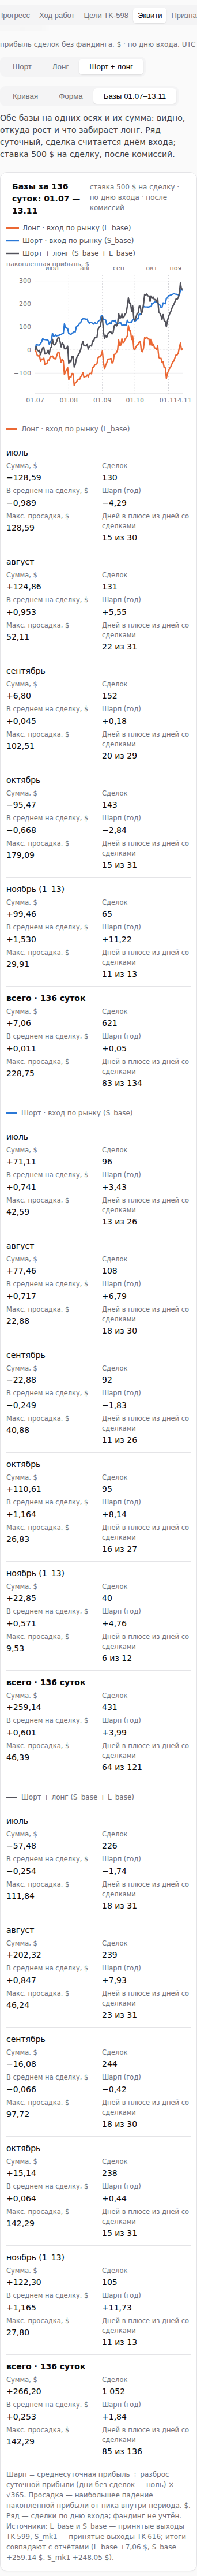 Прогресс Ход работ Цели ТК-598 Эквити Призна
прибыль сделок без фандинга, $ · по дню входа, UTC
Шорт Лонг Шорт + лонг
Кривая Форма Базы 01.07–13.11
Обе базы на одних осях и их сумма: видно,
откуда рост и что забирает лонг. Ряд
суточный, сделка считается днём входа;
ставка 500 $ на сделку, после комиссий.
Базы за 136
суток: 01.07 —
13.11
ставка 500 $ на сделку ·
по дню входа · после
комиссий
Лонг · вход по рынку (L_base)
Шорт · вход по рынку (S_base)
Шорт + лонг (S_base + L_base)
накопленная прибыль, $
июл авг сен окт ноя
300
200
100
0
−100
01.07 01.08 01.09 01.10 01.11 14.11
Лонг · вход по рынку (L_base)
июль
Сумма, $ Сделок
−128,59 130
В среднем на сделку, $ Шарп (год)
−0,989 −4,29
Макс. просадка, $ Дней в плюсе из дней со
сделками
128,59 15 из 30
август
Сумма, $ Сделок
+124,86 131
В среднем на сделку, $ Шарп (год)
+0,953 +5,55
Макс. просадка, $ Дней в плюсе из дней со
сделками
52,11 22 из 31
сентябрь
Сумма, $ Сделок
+6,80 152
В среднем на сделку, $ Шарп (год)
+0,045 +0,18
Макс. просадка, $ Дней в плюсе из дней со
сделками
102,51 20 из 29
октябрь
Сумма, $ Сделок
−95,47 143
В среднем на сделку, $ Шарп (год)
−0,668 −2,84
Макс. просадка, $ Дней в плюсе из дней со
сделками
179,09 15 из 31
ноябрь (1–13)
Сумма, $ Сделок
+99,46 65
В среднем на сделку, $ Шарп (год)
+1,530 +11,22
Макс. просадка, $ Дней в плюсе из дней со
сделками
29,91 11 из 13
всего · 136 суток
Сумма, $ Сделок
+7,06 621
В среднем на сделку, $ Шарп (год)
+0,011 +0,05
Макс. просадка, $ Дней в плюсе из дней со
сделками
228,75 83 из 134
Шорт · вход по рынку (S_base)
июль
Сумма, $ Сделок
+71,11 96
В среднем на сделку, $ Шарп (год)
+0,741 +3,43
Макс. просадка, $ Дней в плюсе из дней со
сделками
42,59 13 из 26
август
Сумма, $ Сделок
+77,46 108
В среднем на сделку, $ Шарп (год)
+0,717 +6,79
Макс. просадка, $ Дней в плюсе из дней со
сделками
22,88 18 из 30
сентябрь
Сумма, $ Сделок
−22,88 92
В среднем на сделку, $ Шарп (год)
−0,249 −1,83
Макс. просадка, $ Дней в плюсе из дней со
сделками
40,88 11 из 26
октябрь
Сумма, $ Сделок
+110,61 95
В среднем на сделку, $ Шарп (год)
+1,164 +8,14
Макс. просадка, $ Дней в плюсе из дней со
сделками
26,83 16 из 27
ноябрь (1–13)
Сумма, $ Сделок
+22,85 40
В среднем на сделку, $ Шарп (год)
+0,571 +4,76
Макс. просадка, $ Дней в плюсе из дней со
сделками
9,53 6 из 12
всего · 136 суток
Сумма, $ Сделок
+259,14 431
В среднем на сделку, $ Шарп (год)
+0,601 +3,99
Макс. просадка, $ Дней в плюсе из дней со
сделками
46,39 64 из 121
Шорт + лонг (S_base + L_base)
июль
Сумма, $ Сделок
−57,48 226
В среднем на сделку, $ Шарп (год)
−0,254 −1,74
Макс. просадка, $ Дней в плюсе из дней со
сделками
111,84 18 из 31
август
Сумма, $ Сделок
+202,32 239
В среднем на сделку, $ Шарп (год)
+0,847 +7,93
Макс. просадка, $ Дней в плюсе из дней со
сделками
46,24 23 из 31
сентябрь
Сумма, $ Сделок
−16,08 244
В среднем на сделку, $ Шарп (год)
−0,066 −0,42
Макс. просадка, $ Дней в плюсе из дней со
сделками
97,72 18 из 30
октябрь
Сумма, $ Сделок
+15,14 238
В среднем на сделку, $ Шарп (год)
+0,064 +0,44
Макс. просадка, $ Дней в плюсе из дней со
сделками
142,29 15 из 31
ноябрь (1–13)
Сумма, $ Сделок
+122,30 105
В среднем на сделку, $ Шарп (год)
+1,165 +11,73
Макс. просадка, $ Дней в плюсе из дней со
сделками
27,80 11 из 13
всего · 136 суток
Сумма, $ Сделок
+266,20 1 052
В среднем на сделку, $ Шарп (год)
+0,253 +1,84
Макс. просадка, $ Дней в плюсе из дней со
сделками
142,29 85 из 136
Шарп = среднесуточная прибыль ÷ разброс
суточной прибыли (дни без сделок — ноль) ×
√365. Просадка — наибольшее падение
накопленной прибыли от пика внутри периода, $.
Ряд — сделки по дню входа; фандинг не учтён.
Источники: L_base и S_base — принятые выходы
ТК-599, S_mk1 — принятые выходы ТК-616; итоги
совпадают с отчётами (L_base +7,06 $, S_base
+259,14 $, S_mk1 +248,05 $).